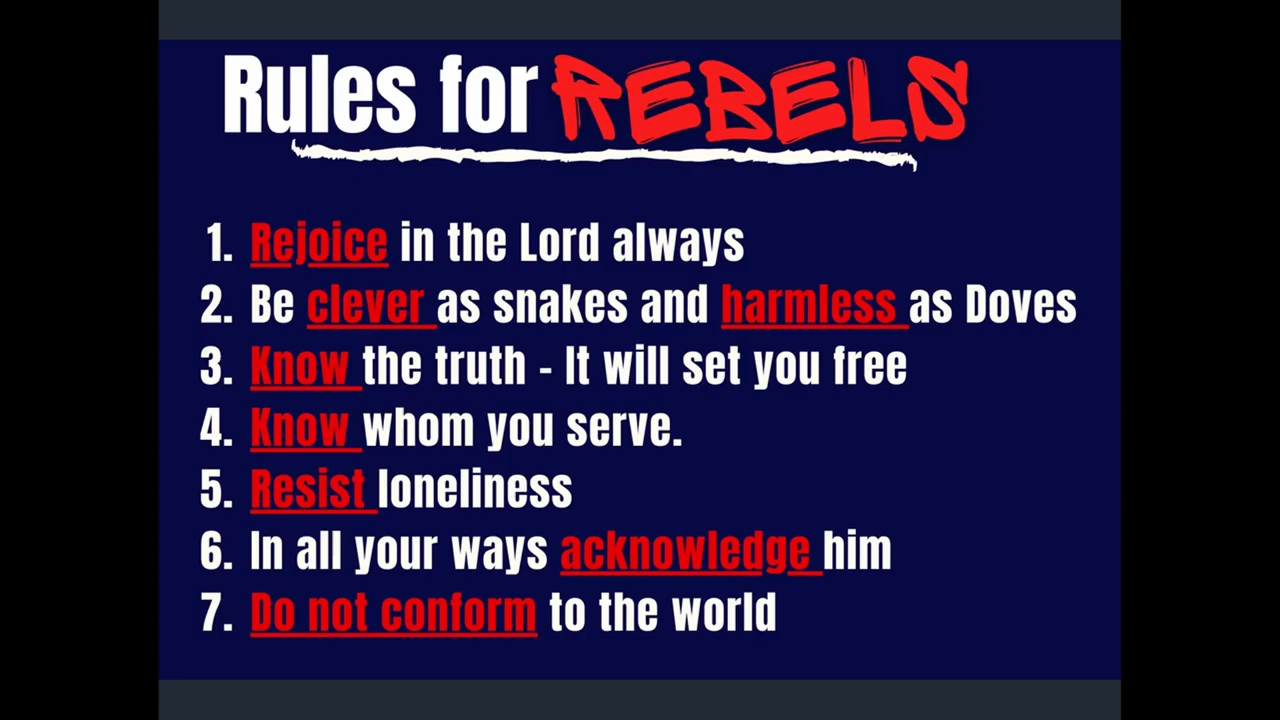 Rules for REBELS
1. Rejoice in the Lord always
2. Be clever as snakes and harmless as Doves
3. Know the truth - It will set you free
4. Know whom you serve.
5. Resist loneliness
6. In all your ways acknowledge him
7. Do not conform to the world